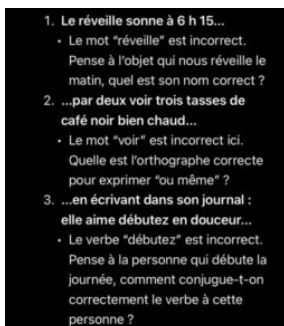 1. Le réveille sonne à 6 h 15...
• Le mot "réveille" est incorrect.
Pense à l'objet qui nous réveille le
matin, quel est son nom correct ?
2. ...par deux voir trois tasses de
café noir bien chaud...
• Le mot "voir" est incorrect ici.
Quelle est l'orthographe correcte
pour exprimer "ou même" ?
3. ...en écrivant dans son journal :
elle aime débutez en douceur...
• Le verbe "débutez" est incorrect.
Pense à la personne qui débute la
journée, comment conjugue-t-on
correctement le verbe à cette
personne ?